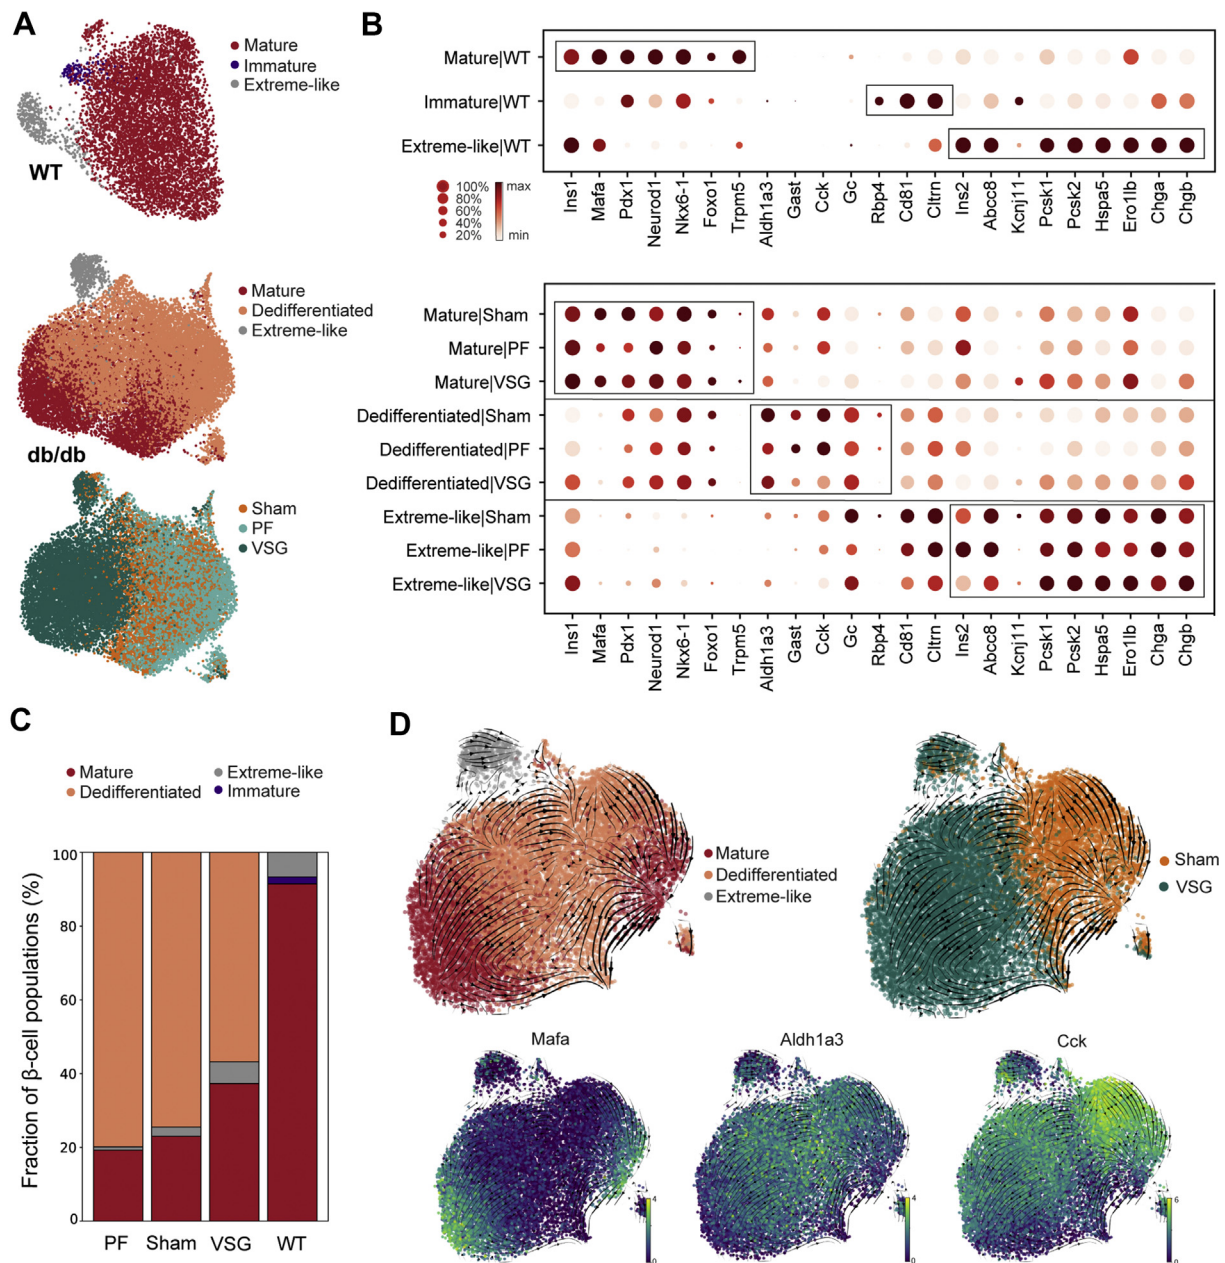 A
Mature
Immature
Extreme-like
WT
Mature
Dedifferentiated
Extreme-like
db/db
Sham
PF
VSG
B
Mature|WT
Immature|WT
Extreme-like|WT
100%
80%
60%
40%
20%
max
min
Ins1
Mafa
Pdx1
Neurod1
Nkx6-1
Foxo1
Trpm5
Aldh1a3
Gast
Cck
Gc
Rbp4
Cd81
Cltrn
Ins2
Abcc8
Kcnj11
Pcsk1
Pcsk2
Hspa5
Ero1lb
Chga
Chgb
Mature|Sham
Mature|PF
Mature|VSG
Dedifferentiated|Sham
Dedifferentiated|PF
Dedifferentiated|VSG
Extreme-like|Sham
Extreme-like|PF
Extreme-like|VSG
Ins1
Mafa
Pdx1
Neurod1
Nkx6-1
Foxo1
Trpm5
Aldh1a3
Gast
Cck
Gc
Rbp4
Cd81
Cltrn
Ins2
Abcc8
Kcnj11
Pcsk1
Pcsk2
Hspa5
Ero1lb
Chga
Chgb
C
Mature
Dedifferentiated
Extreme-like
Immature
Fraction of β-cell populations (%)
100
80
60
40
20
0
PF
Sham
VSG
WT
D
Mature
Dedifferentiated
Extreme-like
Sham
VSG
Mafa
4
0
Aldh1a3
4
0
Cck
6
0